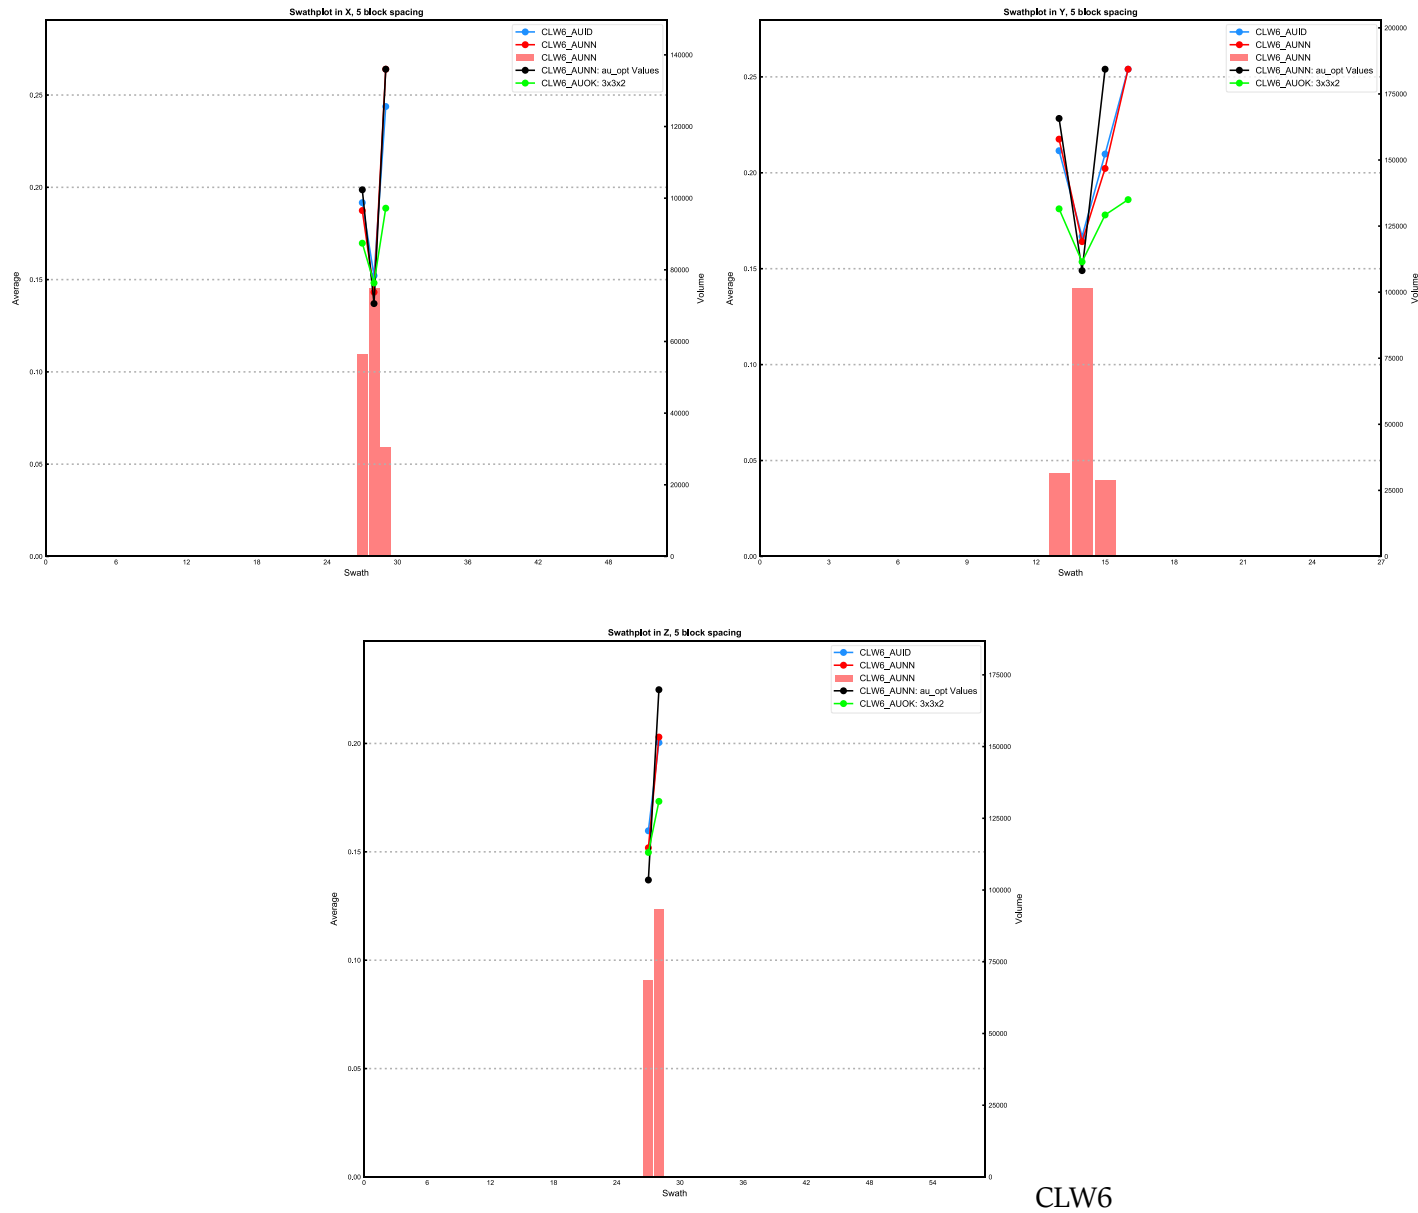 Swathplot in X, 5 block spacing
CLW6_AUID
CLW6_AUNN
CLW6_AUNN
CLW6_AUNN: au_opt Values
CLW6_AUOK: 3x3x2
0.25
0.20
0.15
0.10
0.05
0.00
Average
140000
120000
100000
80000
60000
40000
20000
0
Volume
0 6 12 18 24 30 36 42 48
Swath
Swathplot in Y, 5 block spacing
CLW6_AUID
CLW6_AUNN
CLW6_AUNN
CLW6_AUNN: au_opt Values
CLW6_AUOK: 3x3x2
0.25
0.20
0.15
0.10
0.05
0.00
Average
200000
175000
150000
125000
100000
75000
50000
25000
0
Volume
0 3 6 9 12 15 18 21 24 27
Swath
Swathplot in Z, 5 block spacing
CLW6_AUID
CLW6_AUNN
CLW6_AUNN
CLW6_AUNN: au_opt Values
CLW6_AUOK: 3x3x2
0.20
0.15
0.10
0.05
0.00
Average
175000
150000
125000
100000
75000
50000
25000
0
Volume
0 6 12 18 24 30 36 42 48 54
Swath
CLW6